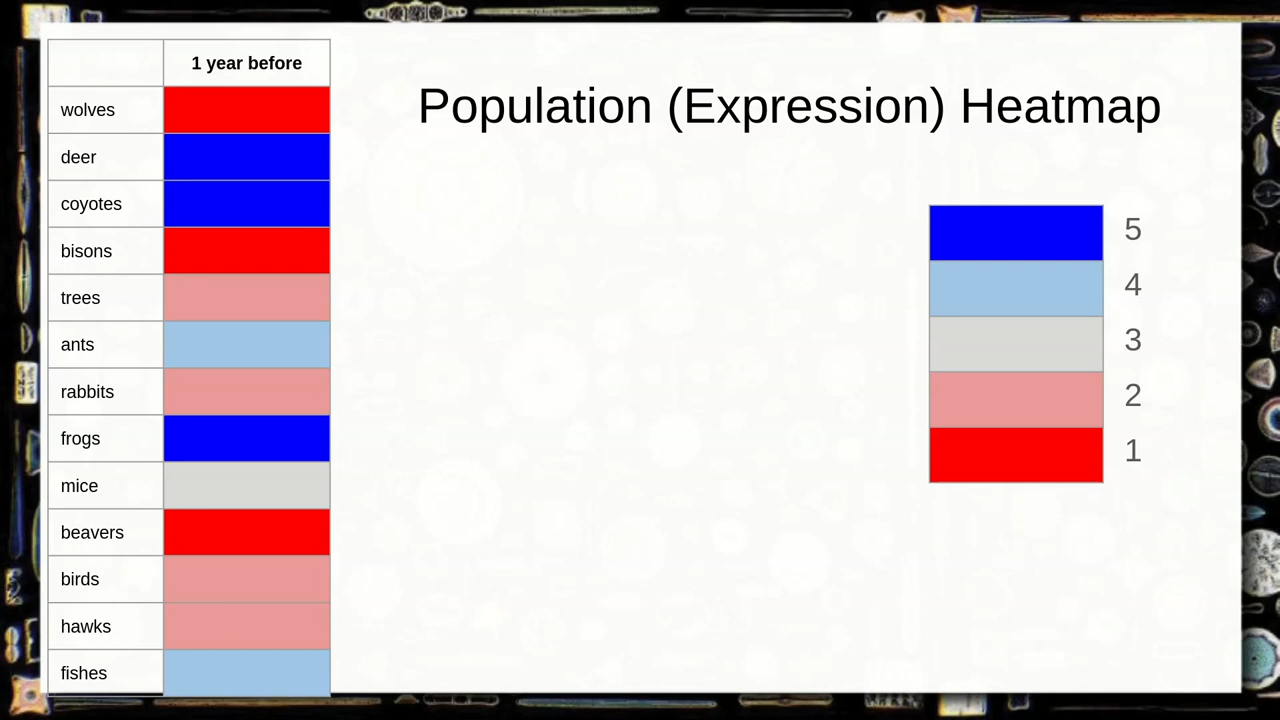 1 year before
Population (Expression) Heatmap
wolves
deer
coyotes
bisons
trees
ants
rabbits
frogs
mice
beavers
birds
hawks
fishes
5
4
3
2
1